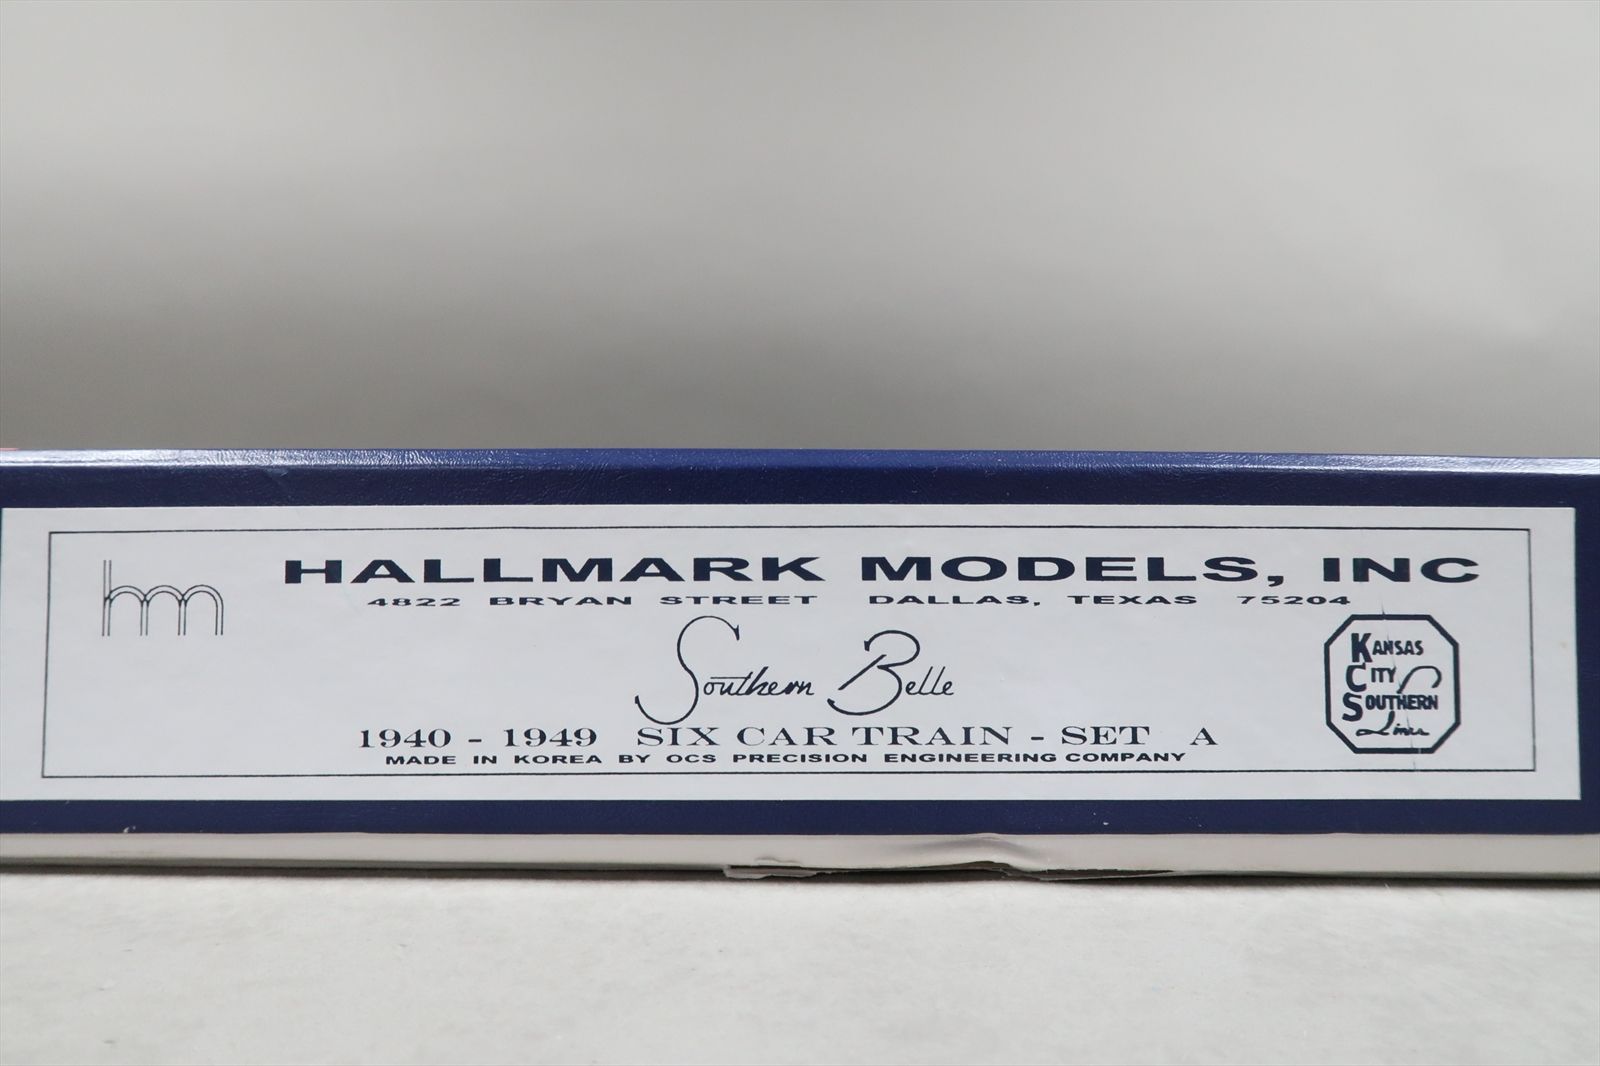 hm
HALLMARK MODELS, INC
4822 BRYAN STREET DALLAS, TEXAS 75204
Southern Belle
KANSAS
CITY
SOUTHERN
Lines
1940 - 1949 SIX CAR TRAIN - SET A
MADE IN KOREA BY OCS PRECISION ENGINEERING COMPANY